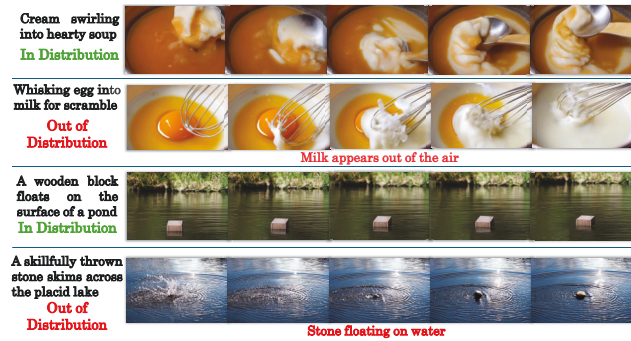 Cream swirling
into hearty soup
In Distribution
Whisking egg into
milk for scramble
Out of
Distribution
Milk appears out of the air
A wooden block
floats on the
surface of a pond
In Distribution
A skillfully thrown
stone skims across
the placid lake
Out of
Distribution
Stone floating on water